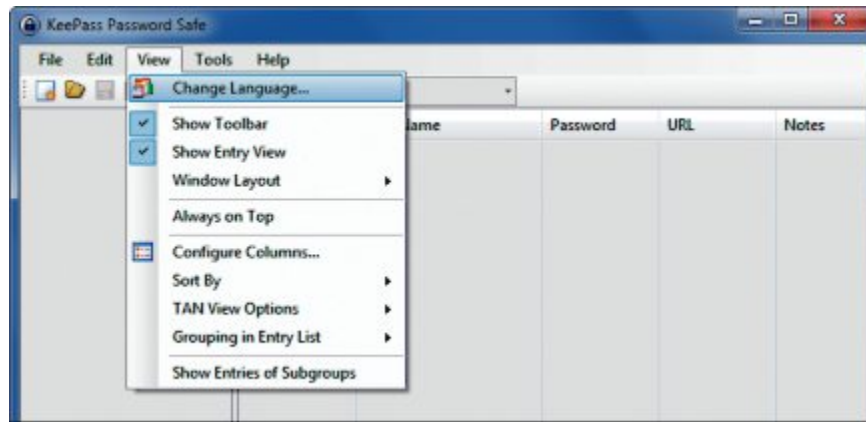 KeePass Password Safe
File Edit View Tools Help
Change Language...
Show Toolbar
Show Entry View
Window Layout
Always on Top
Configure Columns...
Sort By
TAN View Options
Grouping in Entry List
Show Entries of Subgroups
Password URL Notes